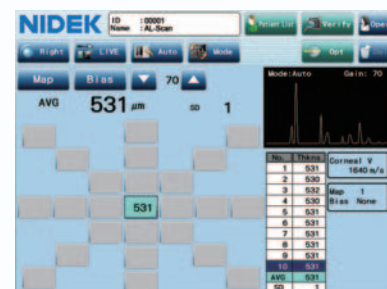 NIDEK
ID :00001
Name :AL-Scan
Patient List
Verify
Right
LIVE
Auto
Mode
Opt
Map
Bias
70
AVG 531 µm SD 1
531
Mode:Auto Gain: 70
No. Thkns
1 531
2 530
3 532
4 530
5 531
6 531
7 531
8 531
9 531
10 531
AVG 531
SD 1
Corneal V
1640 m/s
Map 1
Bias None